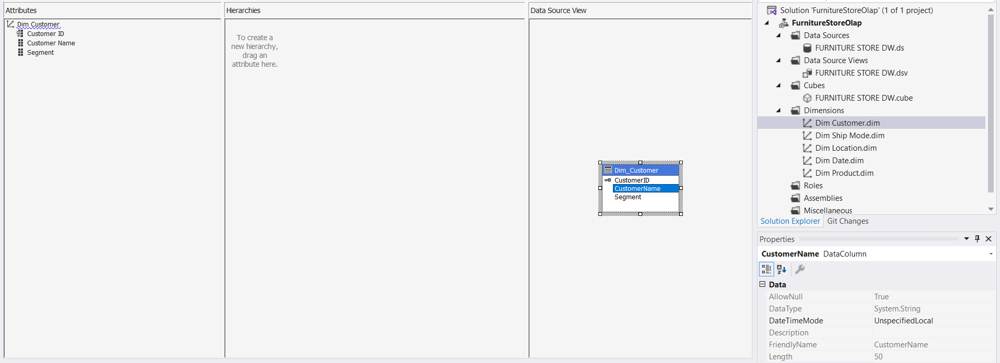 Attributes
Dim Customer
Customer ID
Customer Name
Segment
Hierarchies
To create a
new hierarchy,
drag an
attribute here.
Data Source View
Dim_Customer
CustomerID
CustomerName
Segment
Solution 'FurnitureStoreOlap' (1 of 1 project)
FurnitureStoreOlap
Data Sources
FURNITURE STORE DW.ds
Data Source Views
FURNITURE STORE DW.dsv
Cubes
FURNITURE STORE DW.cube
Dimensions
Dim Customer.dim
Dim Ship Mode.dim
Dim Location.dim
Dim Date.dim
Dim Product.dim
Roles
Assemblies
Miscellaneous
Solution Explorer Git Changes
Properties
CustomerName DataColumn
Data
AllowNull True
DataType System.String
DateTimeMode UnspecifiedLocal
Description
FriendlyName CustomerName
Length 50